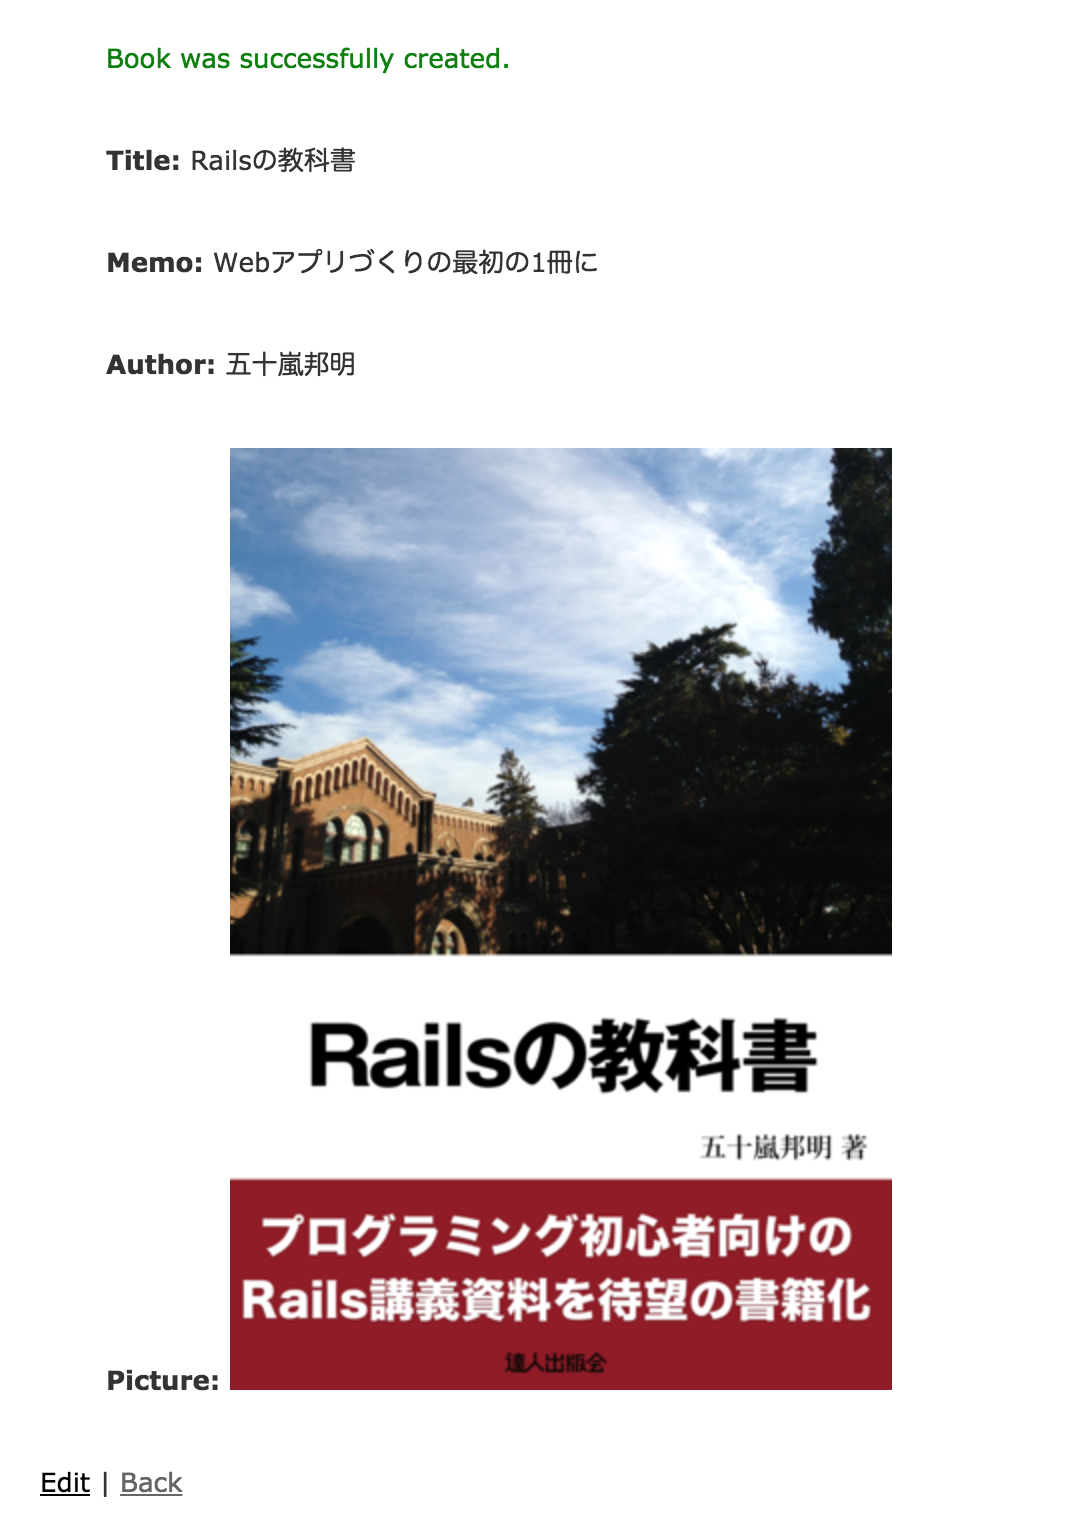 Book was successfully created.
Title: Railsの教科書
Memo: Webアプリづくりの最初の1冊に
Author: 五十嵐邦明
Railsの教科書
五十嵐邦明 著
プログラミング初心者向けの
Rails講義資料を待望の書籍化
達人出版会
Picture:
Edit | Back